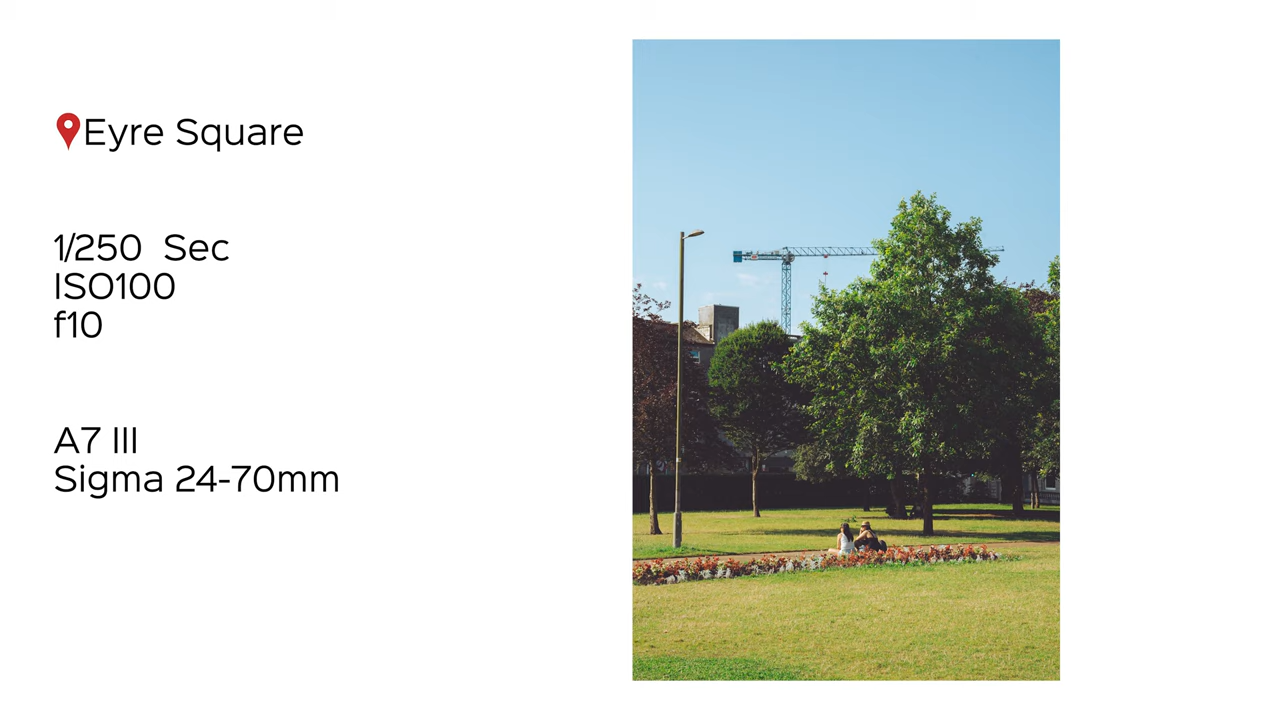 Eyre Square
1/250 Sec
ISO100
f10
A7 III
Sigma 24-70mm